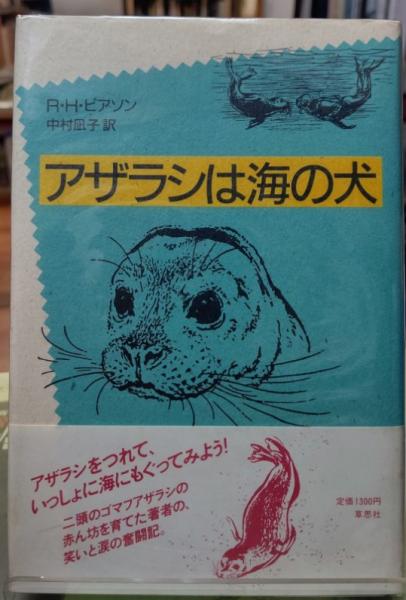 R・H・ピアソン
中村凪子 訳
アザラシは海の犬
アザラシをつれて、
いっしょに海にもぐってみよう!
二頭のゴマフアザラシの
赤ん坊を育てた著者の、
笑いと涙の奮闘記。
定価1300円
草思社